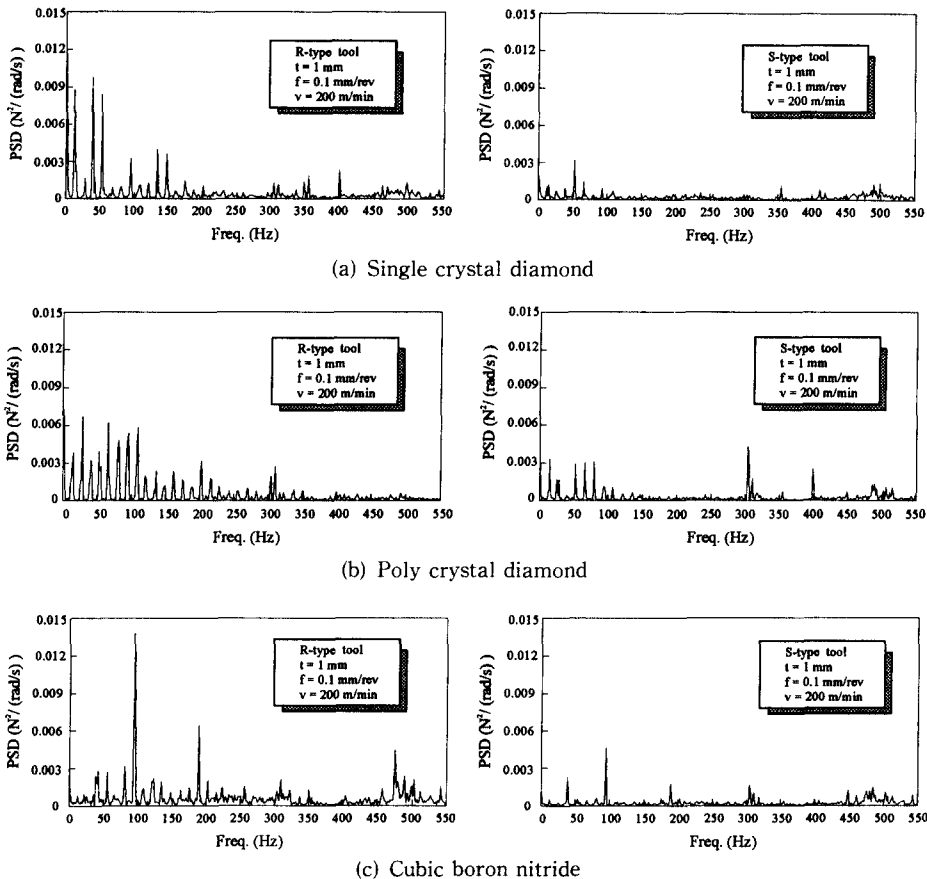 0.015
0.012
0.009
0.006
0.003
0
PSD (N²/ (rad/s) )
R-type tool
t = 1 mm
f = 0.1 mm/rev
v = 200 m/min
0 50 100 150 200 250 300 350 400 450 500 550
Freq. (Hz)
0.015
0.012
0.009
0.006
0.003
0
PSD (N²/ (rad/s) )
S-type tool
t = 1 mm
f = 0.1 mm/rev
v = 200 m/min
0 50 100 150 200 250 300 350 400 450 500 550
Freq. (Hz)
(a) Single crystal diamond
0.015
0.012
0.009
0.006
0.003
0
PSD (N²/ (rad/s) )
R-type tool
t = 1 mm
f = 0.1 mm/rev
v = 200 m/min
0 50 100 150 200 250 300 350 400 450 500 550
Freq. (Hz)
0.015
0.012
0.009
0.006
0.003
0
PSD (N²/ (rad/s) )
S-type tool
t = 1 mm
f = 0.1 mm/rev
v = 200 m/min
0 50 100 150 200 250 300 350 400 450 500 550
Freq. (Hz)
(b) Poly crystal diamond
0.015
0.012
0.009
0.006
0.003
0
PSD (N²/ (rad/s) )
R-type tool
t = 1 mm
f = 0.1 mm/rev
v = 200 m/min
0 50 100 150 200 250 300 350 400 450 500 550
Freq. (Hz)
0.015
0.012
0.009
0.006
0.003
0
PSD (N²/ (rad/s) )
S-type tool
t = 1 mm
f = 0.1 mm/rev
v = 200 m/min
0 50 100 150 200 250 300 350 400 450 500 550
Freq. (Hz)
(c) Cubic boron nitride